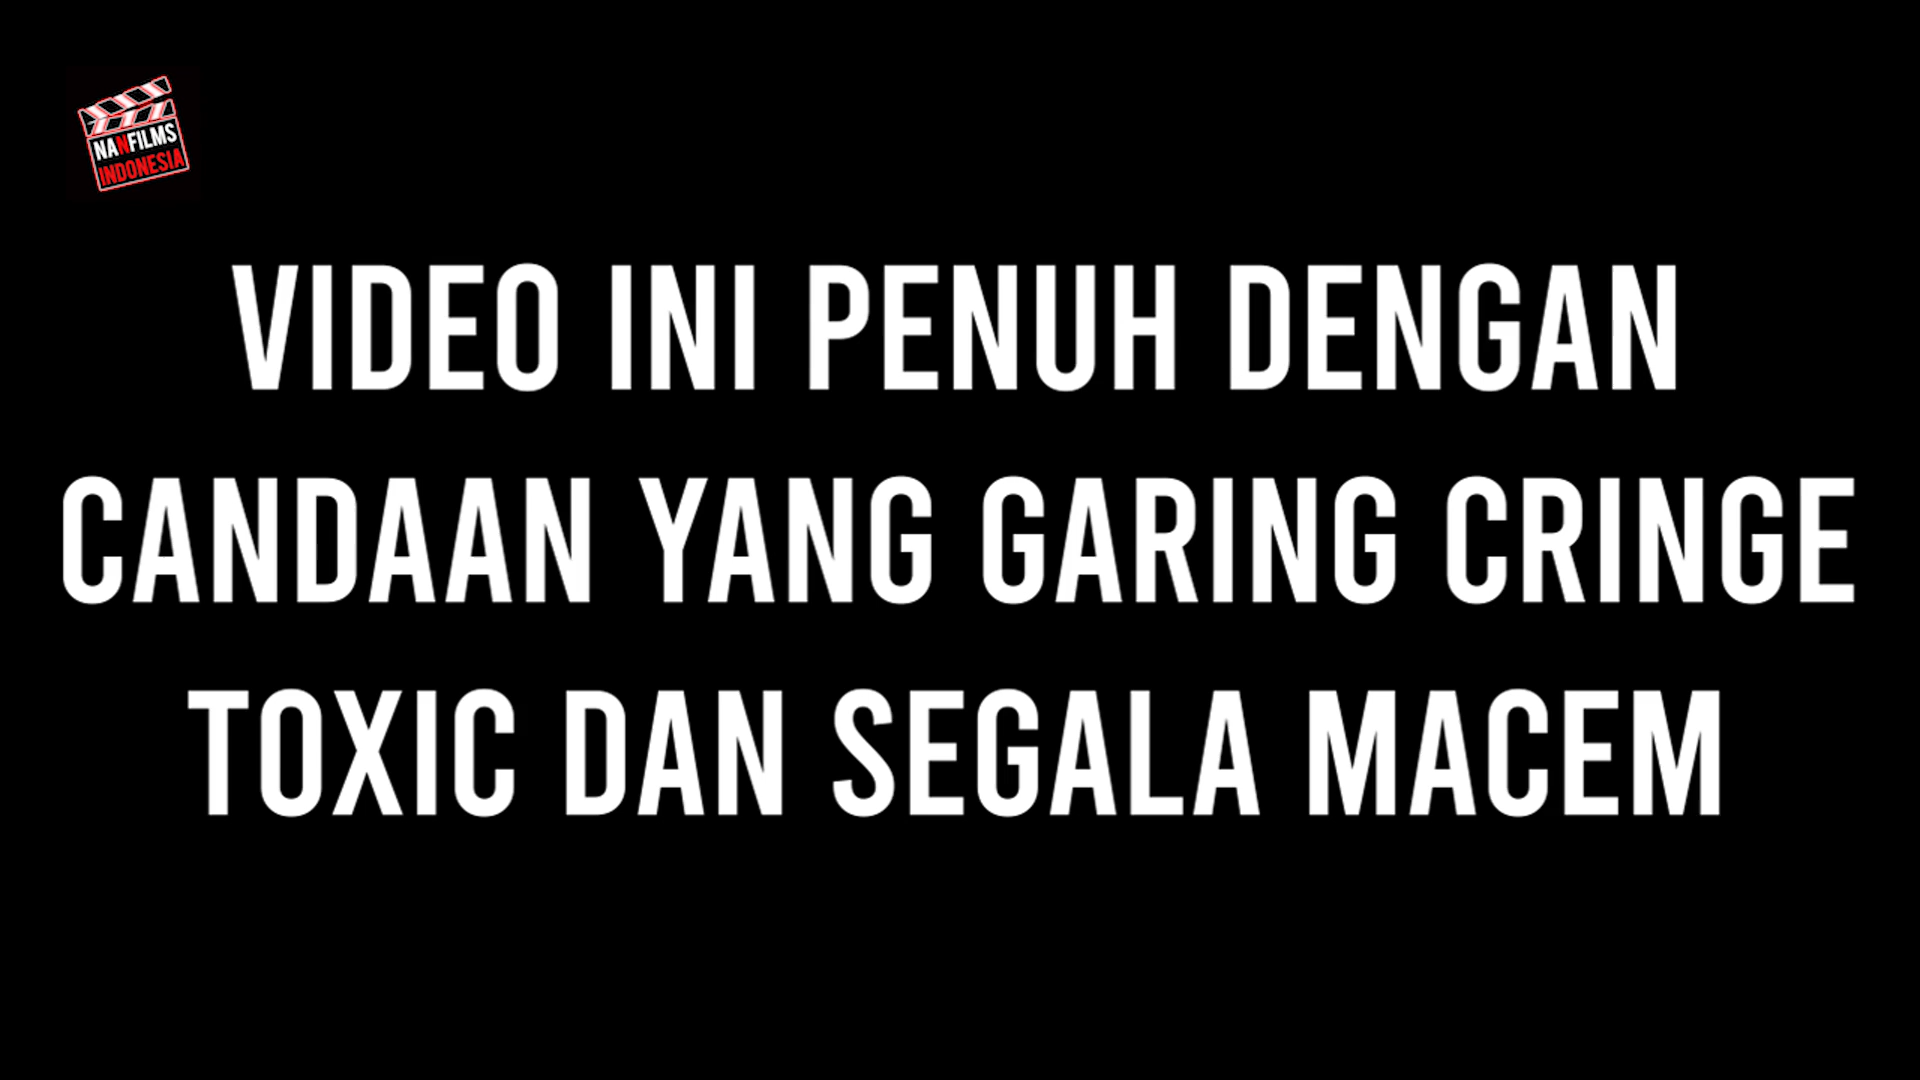 NANFILMS
INDONESIA
VIDEO INI PENUH DENGAN
CANDAAN YANG GARING CRINGE
TOXIC DAN SEGALA MACEM